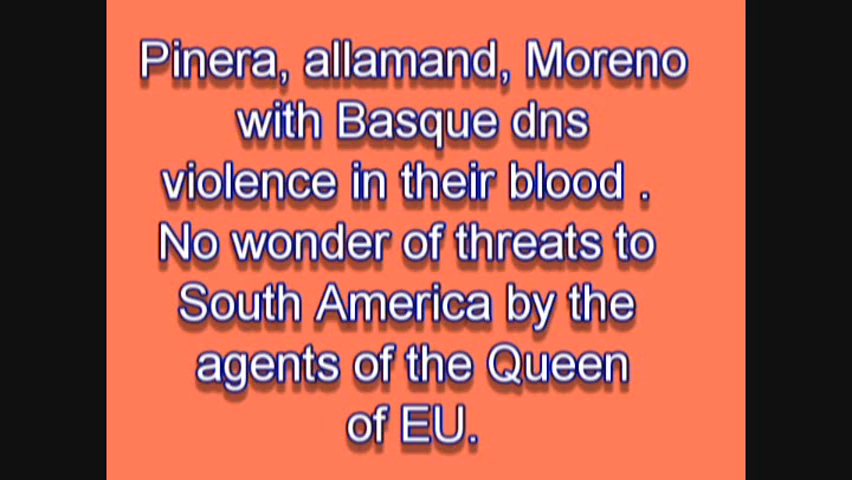 Pinera, allamand, Moreno
with Basque dns
violence in their blood .
No wonder of threats to
South America by the
agents of the Queen
of EU.